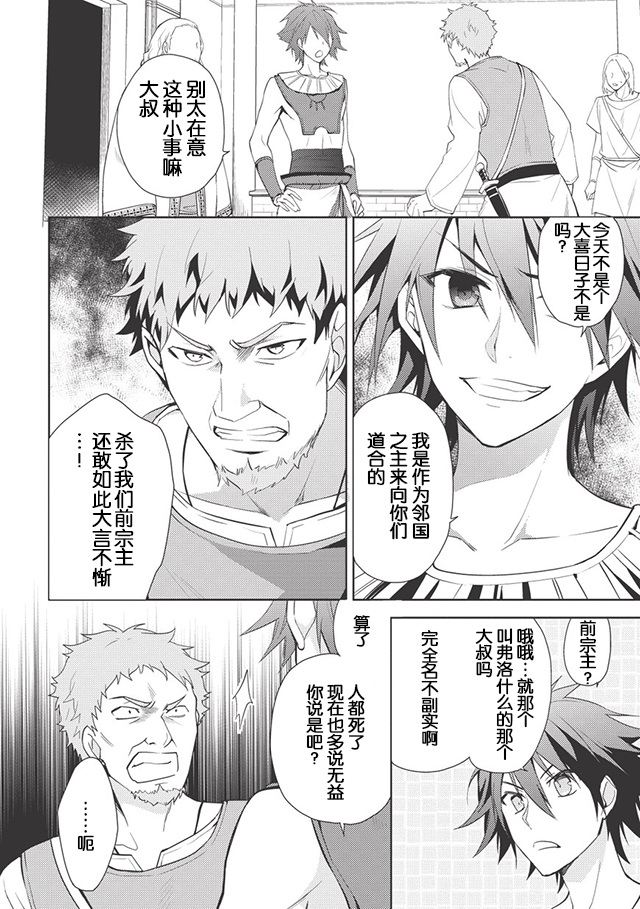 别太在意
这种小事嘛
大叔
今天不是个
大喜日子不是
吗？
我是作为邻国
之主来向你们
道合的
杀了我们前宗主
还敢如此大言不惭
…！
前宗主？
哦哦…就那个
叫弗洛什么的那个
大叔吗
完全名不副实啊
算了
人都死了
现在也多说无益
你说是吧？
……呃